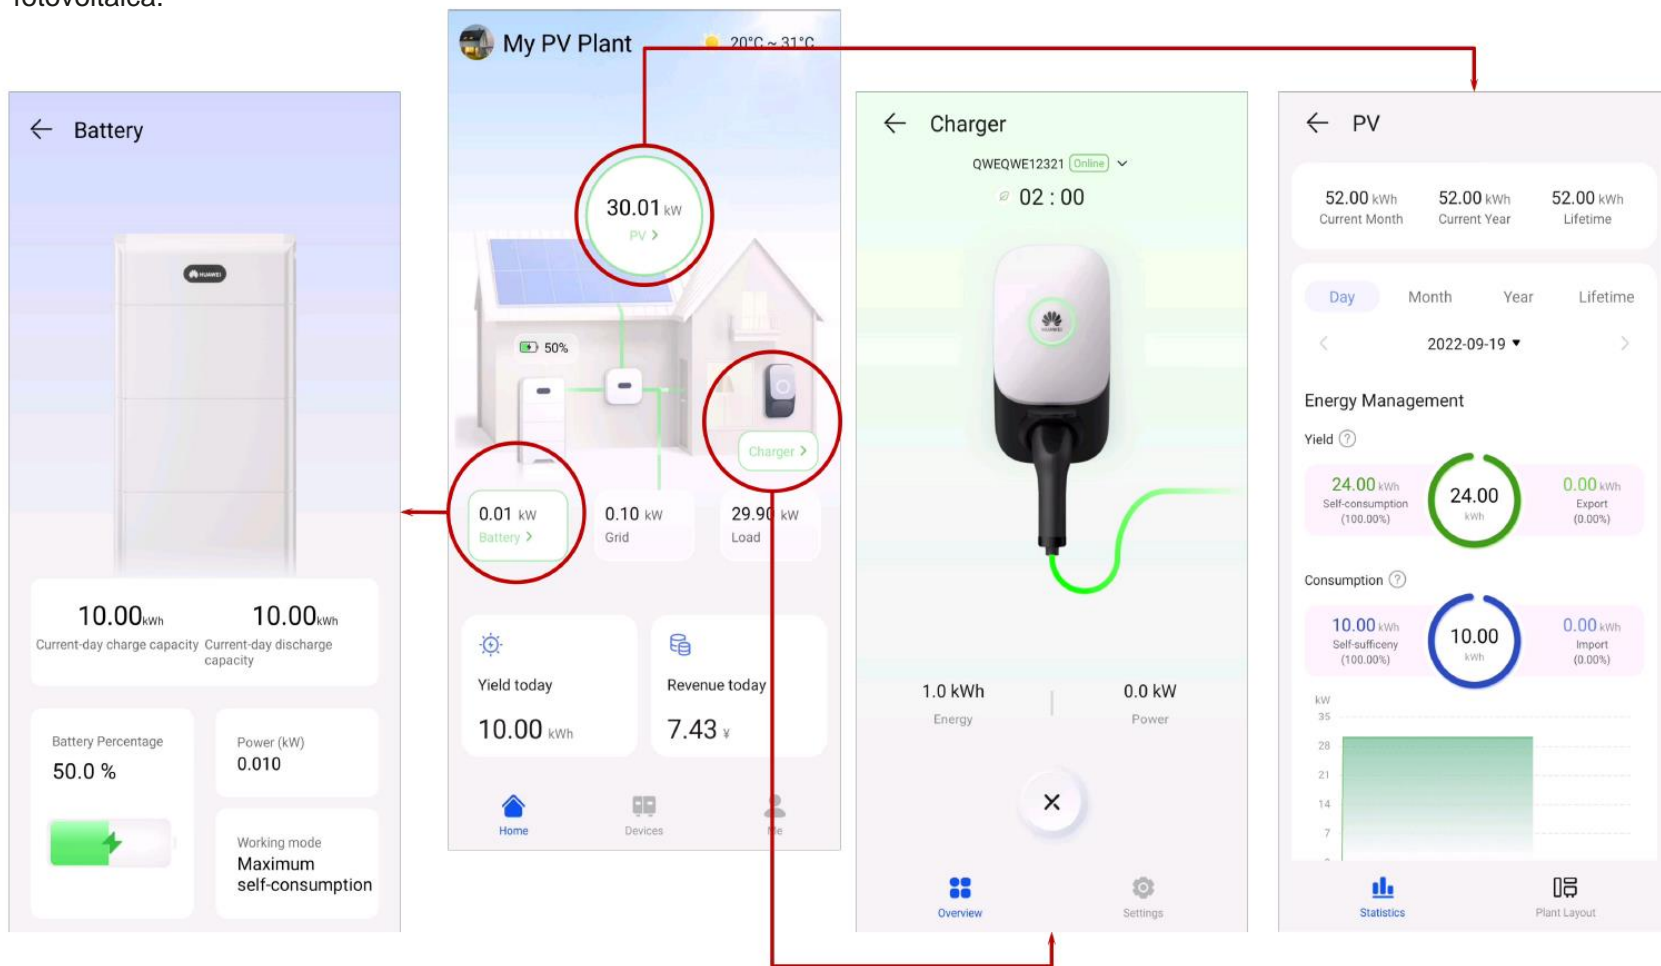 fotovoltaica.
My PV Plant
20°C ~ 31°C
30.01 kW
PV >
50%
Charger >
0.01 kW
Battery >
0.10 kW
Grid
29.90 kW
Load
Yield today
10.00 kWh
Revenue today
7.43 ¥
Home
Devices
Me
← Battery
HUAWEI
10.00kWh
Current-day charge capacity
10.00kWh
Current-day discharge
capacity
Battery Percentage
50.0 %
Power (kW)
0.010
Working mode
Maximum
self-consumption
← Charger
QWEQWE12321 Online
02 : 00
HUAWEI
1.0 kWh
Energy
0.0 kW
Power
Overview
Settings
← PV
52.00 kWh
Current Month
52.00 kWh
Current Year
52.00 kWh
Lifetime
Day
Month
Year
Lifetime
< 2022-09-19 ▼ >
Energy Management
Yield ?
24.00 kWh
Self-consumption
(100.00%)
24.00
kWh
0.00 kWh
Export
(0.00%)
Consumption ?
10.00 kWh
Self-sufficeny
(100.00%)
10.00
kWh
0.00 kWh
Import
(0.00%)
kW
35
28
21
14
7
Statistics
Plant Layout